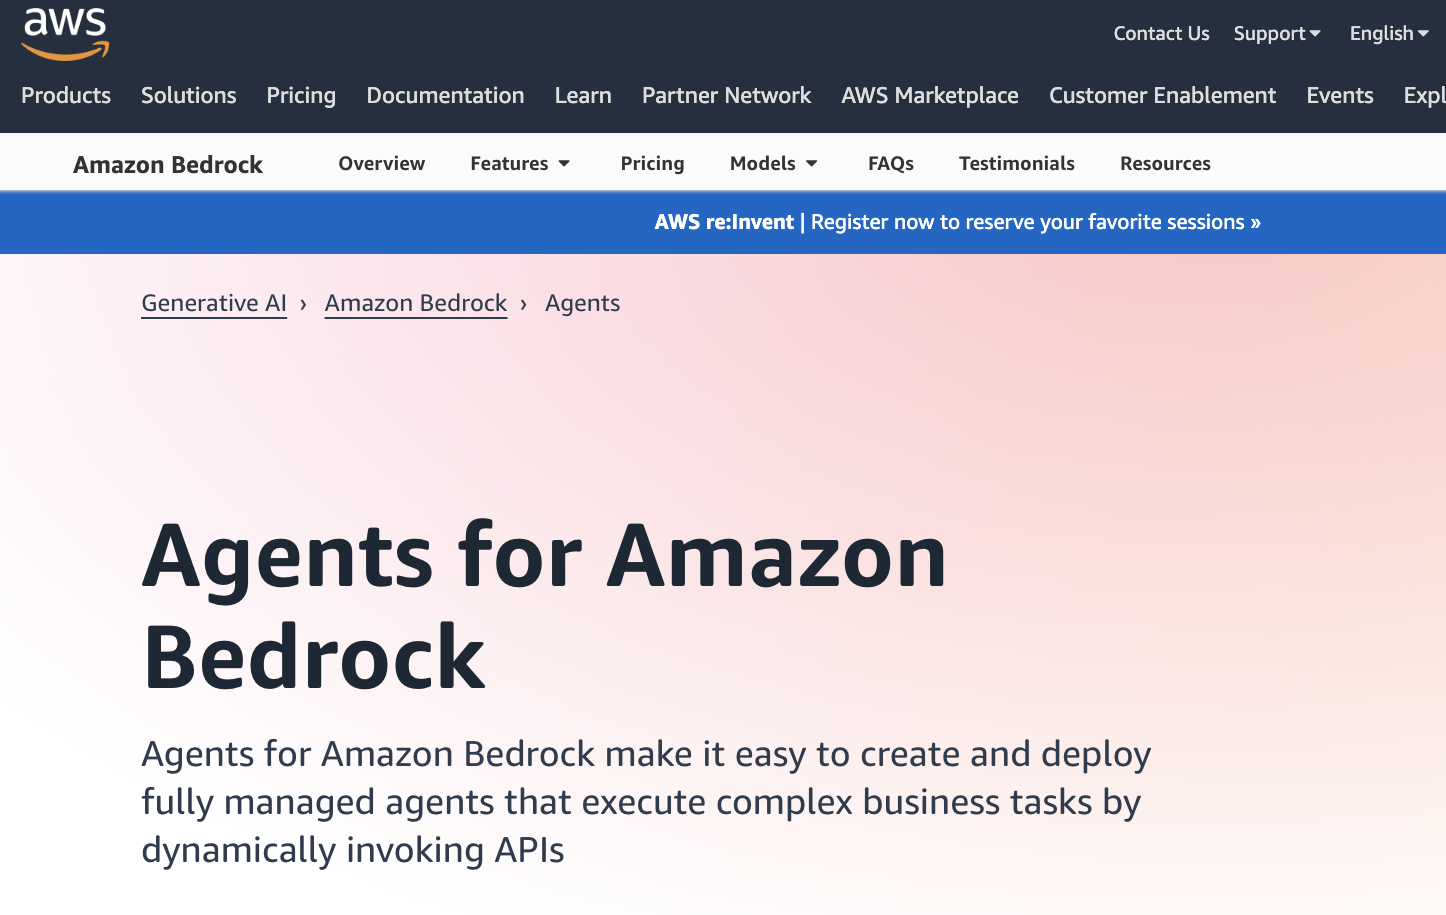 aws
Contact Us Support English
Products Solutions Pricing Documentation Learn Partner Network AWS Marketplace Customer Enablement Events Expl
Amazon Bedrock Overview Features Pricing Models FAQs Testimonials Resources
AWS re:Invent | Register now to reserve your favorite sessions »
Generative AI › Amazon Bedrock › Agents
Agents for Amazon
Bedrock
Agents for Amazon Bedrock make it easy to create and deploy
fully managed agents that execute complex business tasks by
dynamically invoking APIs